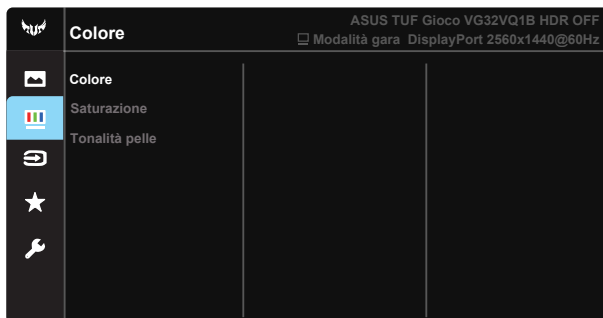 Colore
ASUS TUF Gioco VG32VQ1B HDR OFF
Modalità gara DisplayPort 2560x1440@60Hz
Colore
Saturazione
Tonalità pelle